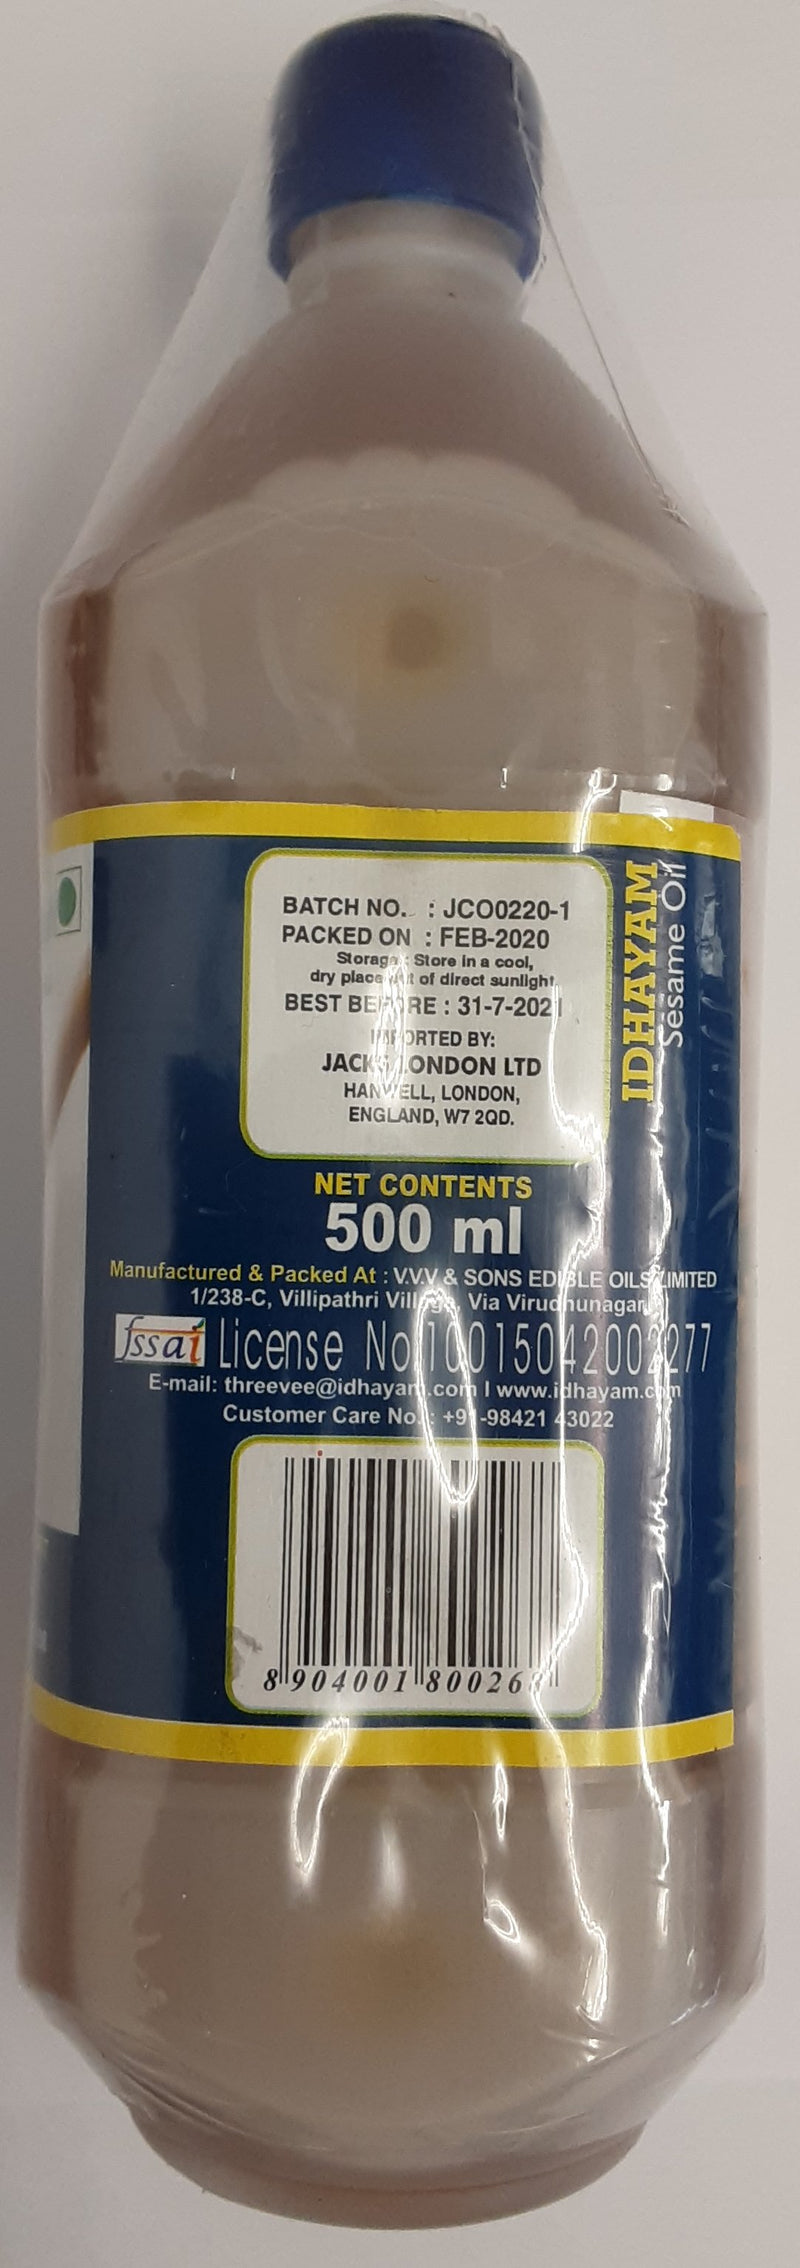 BATCH NO. : JCO0220-1
PACKED ON : FEB-2020
Storage : Store in a cool,
dry place out of direct sunlight.
BEST BEFORE : 31-7-2021
IMPORTED BY:
JACKS LONDON LTD
HANWELL, LONDON,
ENGLAND, W7 2QD.
IDHAYAM
Sesame Oil
NET CONTENTS
500 ml
Manufactured & Packed At : V.V.V & SONS EDIBLE OILS LIMITED
1/238-C, Villipathri Village, Via Virudhunagar
fssai License No 10015042002277
E-mail: threevee@idhayam.com I www.idhayam.com
Customer Care No. : +91-98421 43022
8 904001 80026